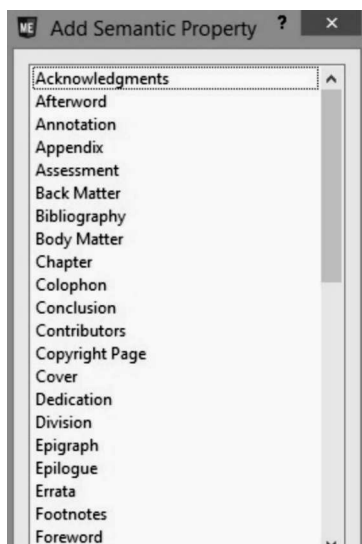 ME Add Semantic Property ? ×
Acknowledgments
Afterword
Annotation
Appendix
Assessment
Back Matter
Bibliography
Body Matter
Chapter
Colophon
Conclusion
Contributors
Copyright Page
Cover
Dedication
Division
Epigraph
Epilogue
Errata
Footnotes
Foreword